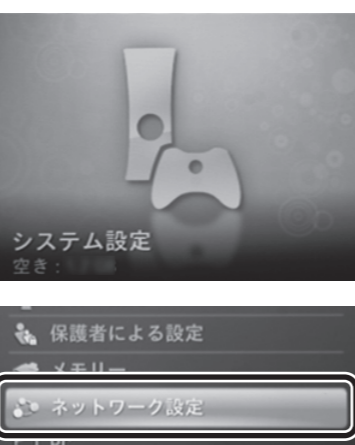 システム設定
空き:
保護者による設定
メモリー
ネットワーク設定